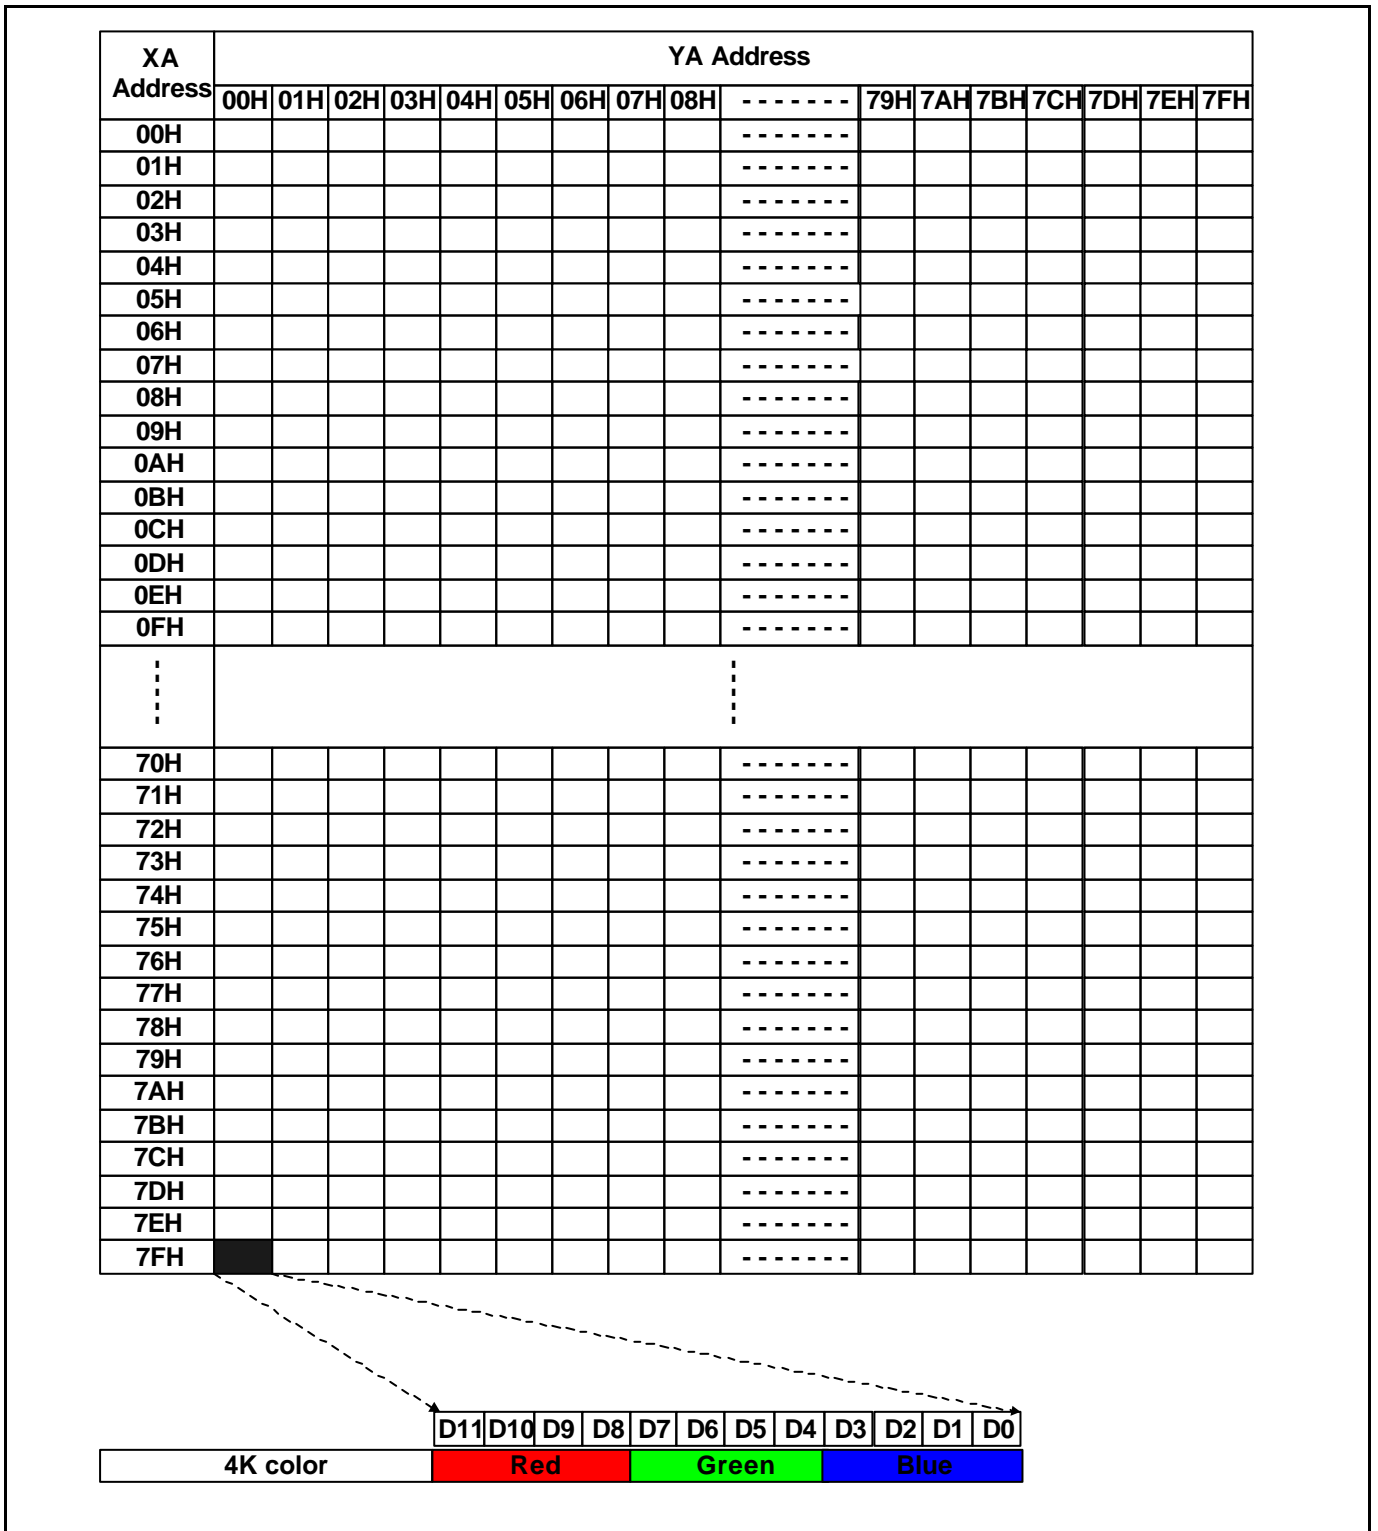 XA Address
YA Address
00H 01H 02H 03H 04H 05H 06H 07H 08H - - - - - - - 79H 7AH 7BH 7CH 7DH 7EH 7FH
00H - - - - - - -
01H - - - - - - -
02H - - - - - - -
03H - - - - - - -
04H - - - - - - -
05H - - - - - - -
06H - - - - - - -
07H - - - - - - -
08H - - - - - - -
09H - - - - - - -
0AH - - - - - - -
0BH - - - - - - -
0CH - - - - - - -
0DH - - - - - - -
0EH - - - - - - -
0FH - - - - - - -
70H - - - - - - -
71H - - - - - - -
72H - - - - - - -
73H - - - - - - -
74H - - - - - - -
75H - - - - - - -
76H - - - - - - -
77H - - - - - - -
78H - - - - - - -
79H - - - - - - -
7AH - - - - - - -
7BH - - - - - - -
7CH - - - - - - -
7DH - - - - - - -
7EH - - - - - - -
7FH - - - - - - -
D11 D10 D9 D8 D7 D6 D5 D4 D3 D2 D1 D0
4K color Red Green Blue